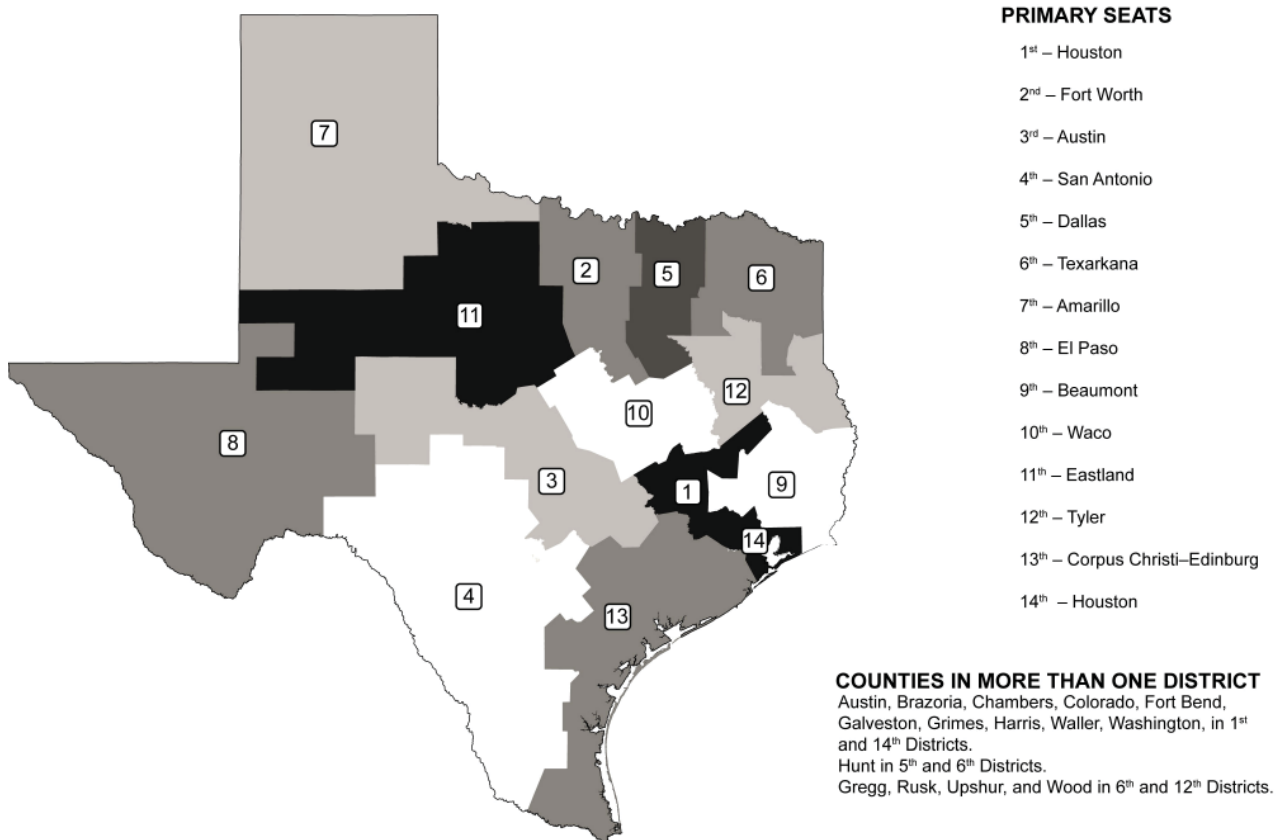 PRIMARY SEATS
1st – Houston
2nd – Fort Worth
3rd – Austin
4th – San Antonio
5th – Dallas
6th – Texarkana
7th – Amarillo
8th – El Paso
9th – Beaumont
10th – Waco
11th – Eastland
12th – Tyler
13th – Corpus Christi–Edinburg
14th – Houston
7
2
5
6
11
12
10
8
3
1
9
14
4
13
COUNTIES IN MORE THAN ONE DISTRICT
Austin, Brazoria, Chambers, Colorado, Fort Bend,
Galveston, Grimes, Harris, Waller, Washington, in 1st
and 14th Districts.
Hunt in 5th and 6th Districts.
Gregg, Rusk, Upshur, and Wood in 6th and 12th Districts.